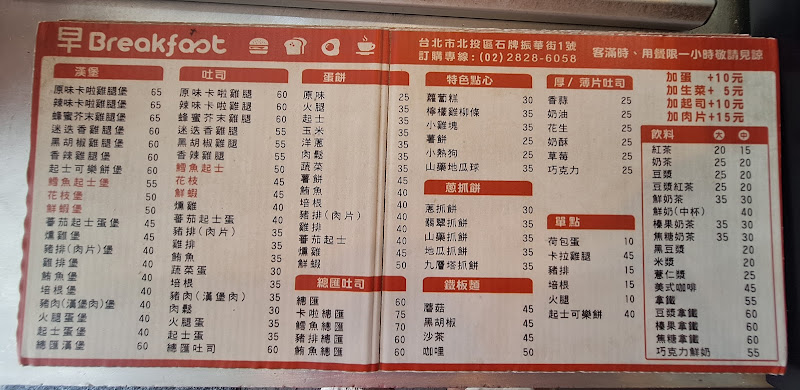 早 Breakfast
台北市北投區石牌振華街1號
訂購專線:(02)2828-6058
客滿時、用餐限一小時敬請見諒
漢堡
原味卡啦雞腿堡 65
辣味卡啦雞腿堡 65
蜂蜜芥末雞腿堡 65
迷迭香雞腿堡 60
黑胡椒雞腿堡 60
香辣雞腿堡 60
起士可樂餅堡 60
鱈魚起士堡 55
花枝堡 50
鮮蝦堡 50
蕃茄起士蛋堡 45
燻雞堡 45
豬排(肉片)堡 45
雞排堡 40
鮪魚堡 40
培根堡 40
豬肉(漢堡肉)堡 40
火腿蛋堡 40
起士蛋堡 40
總匯漢堡 60
吐司
原味卡啦雞腿 60
辣味卡啦雞腿 60
蜂蜜芥末雞腿 60
迷迭香雞腿 55
黑胡椒雞腿 55
香辣雞腿 55
鱈魚起士 50
花枝 45
鮮蝦 45
燻雞 40
蕃茄起士蛋 40
豬排(肉片) 35
雞排 35
鮪魚 35
蔬菜蛋 30
培根 35
豬肉(漢堡肉) 35
肉鬆 30
火腿蛋 35
起士蛋 35
總匯吐司 60
蛋餅
原味 25
火腿
起士
玉米
洋蔥
肉鬆
蔬菜
薯餅
鮪魚
培根
豬排(肉片)
雞排
蕃茄起士
燻雞
鮮蝦
總匯吐司
總匯 60
卡啦總匯 75
鱈魚總匯 70
豬排總匯 60
鮪魚總匯 60
特色點心
蘿蔔糕 30
檸檬雞柳條 35
小雞塊 35
薯餅 25
小熱狗 25
山藥地瓜球 35
蔥抓餅
蔥抓餅 30
翡翠抓餅 35
山藥抓餅 35
地瓜抓餅 35
九層塔抓餅 35
鐵板麵
蘑菇 45
黑胡椒 45
沙茶 45
咖哩 50
厚/薄片吐司
香蒜 25
奶油 25
花生 25
奶酥 25
草莓 25
巧克力 25
單點
荷包蛋 10
卡拉雞腿 45
豬排 15
培根 15
火腿 10
起士可樂餅 40
加蛋 +10元
加生菜+ 5元
加起司+10元
加肉片+15元
飲料 大 中
紅茶 20 15
奶茶 25 20
豆漿 25 20
豆漿紅茶 25 20
鮮奶茶 35 30
鮮奶(中杯) 40
榛果奶茶 35 30
焦糖奶茶 35 30
黑豆漿 20
米漿 20
薏仁漿 25
美式咖啡 45
拿鐵 55
豆漿拿鐵 60
榛果拿鐵 60
焦糖拿鐵 60
巧克力鮮奶 55